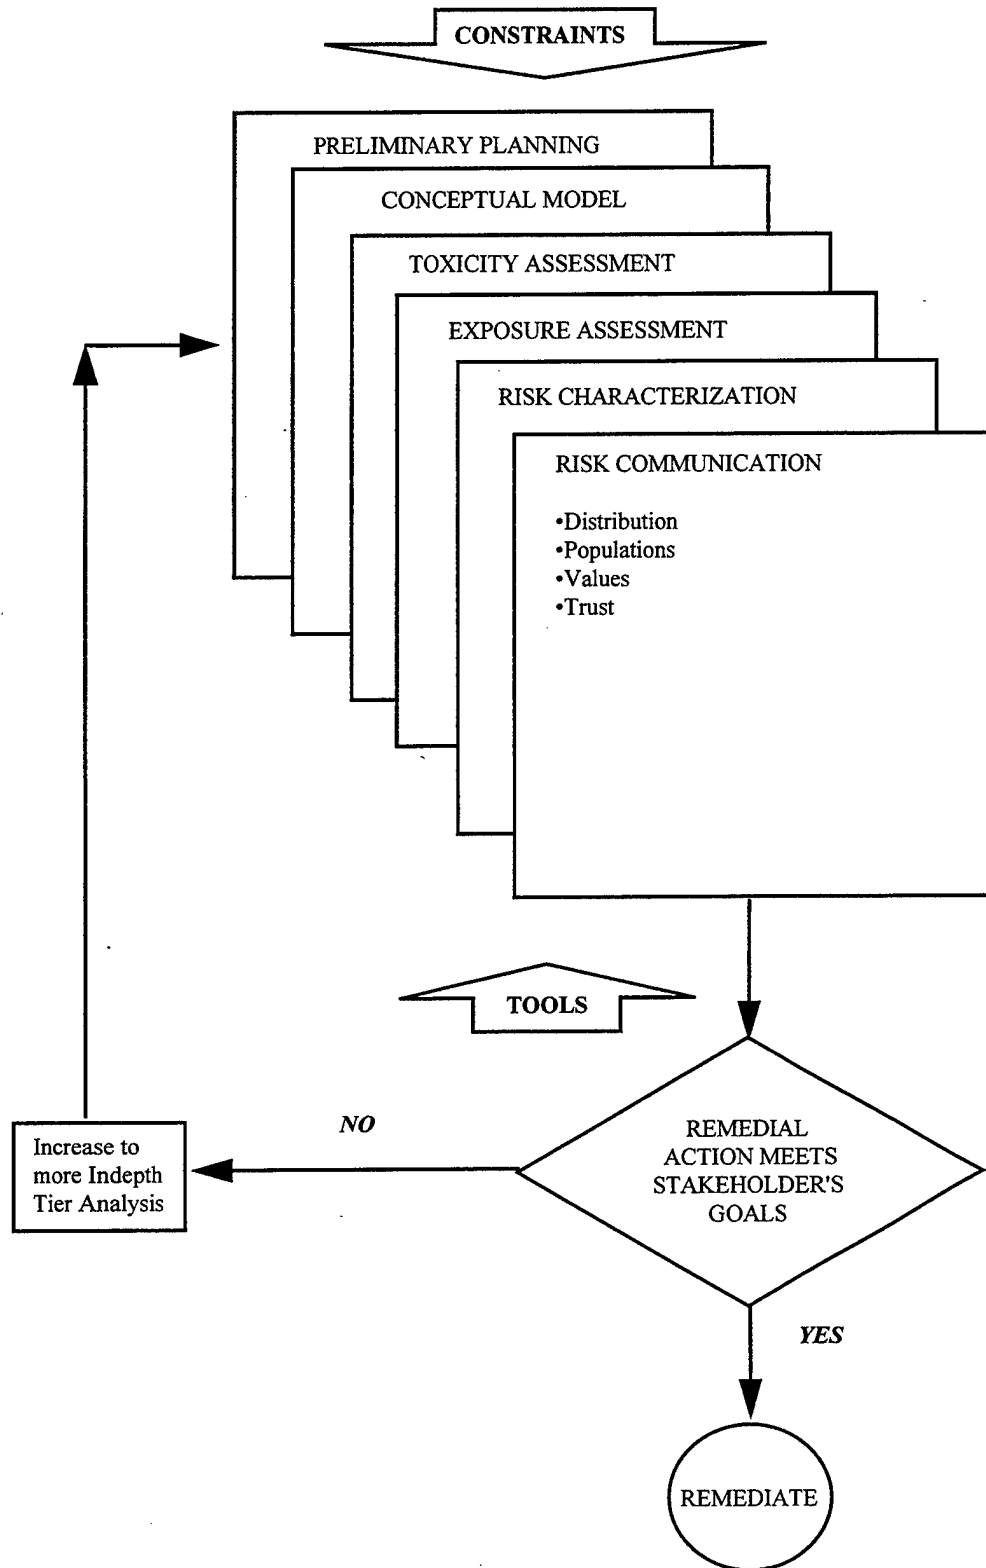 CONSTRAINTS
PRELIMINARY PLANNING
CONCEPTUAL MODEL
TOXICITY ASSESSMENT
EXPOSURE ASSESSMENT
RISK CHARACTERIZATION
RISK COMMUNICATION
•Distribution
•Populations
•Values
•Trust
TOOLS
REMEDIAL
ACTION MEETS
STAKEHOLDER'S
GOALS
NO
Increase to
more Indepth
Tier Analysis
YES
REMEDIATE